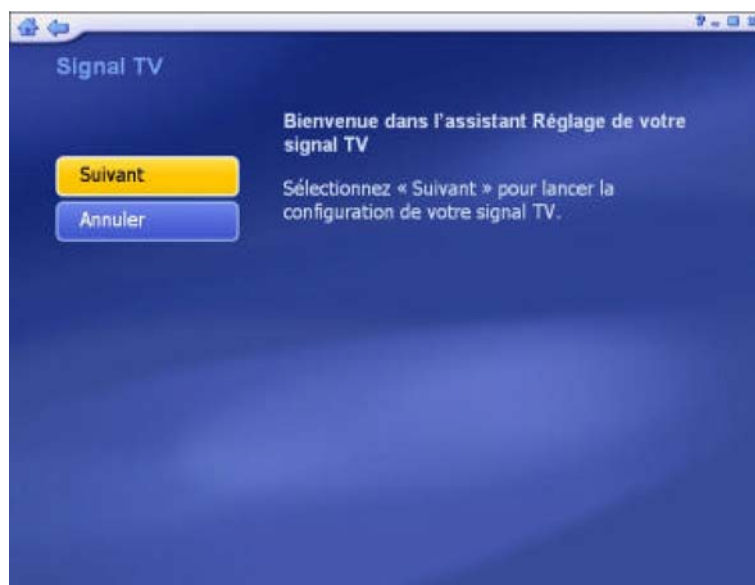 Signal TV
Bienvenue dans l'assistant Réglage de votre
signal TV
Suivant
Sélectionnez « Suivant » pour lancer la
configuration de votre signal TV.
Annuler